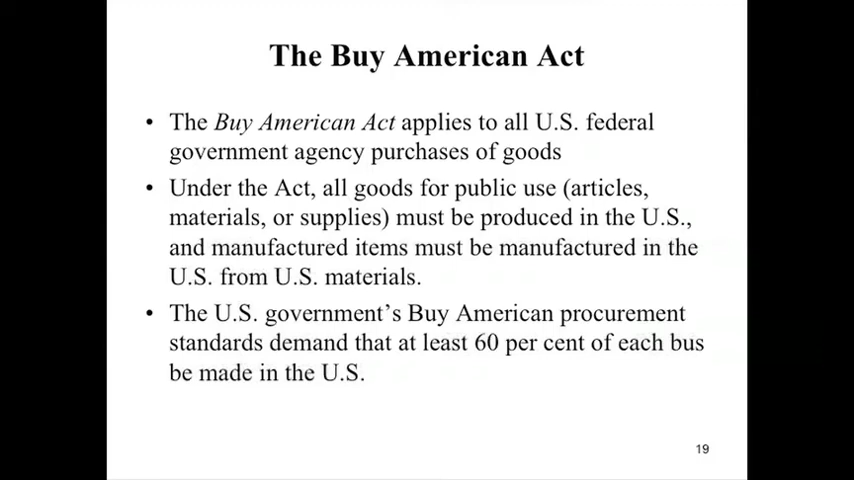 The Buy American Act
• The Buy American Act applies to all U.S. federal
government agency purchases of goods
• Under the Act, all goods for public use (articles,
materials, or supplies) must be produced in the U.S.,
and manufactured items must be manufactured in the
U.S. from U.S. materials.
• The U.S. government’s Buy American procurement
standards demand that at least 60 per cent of each bus
be made in the U.S.
19